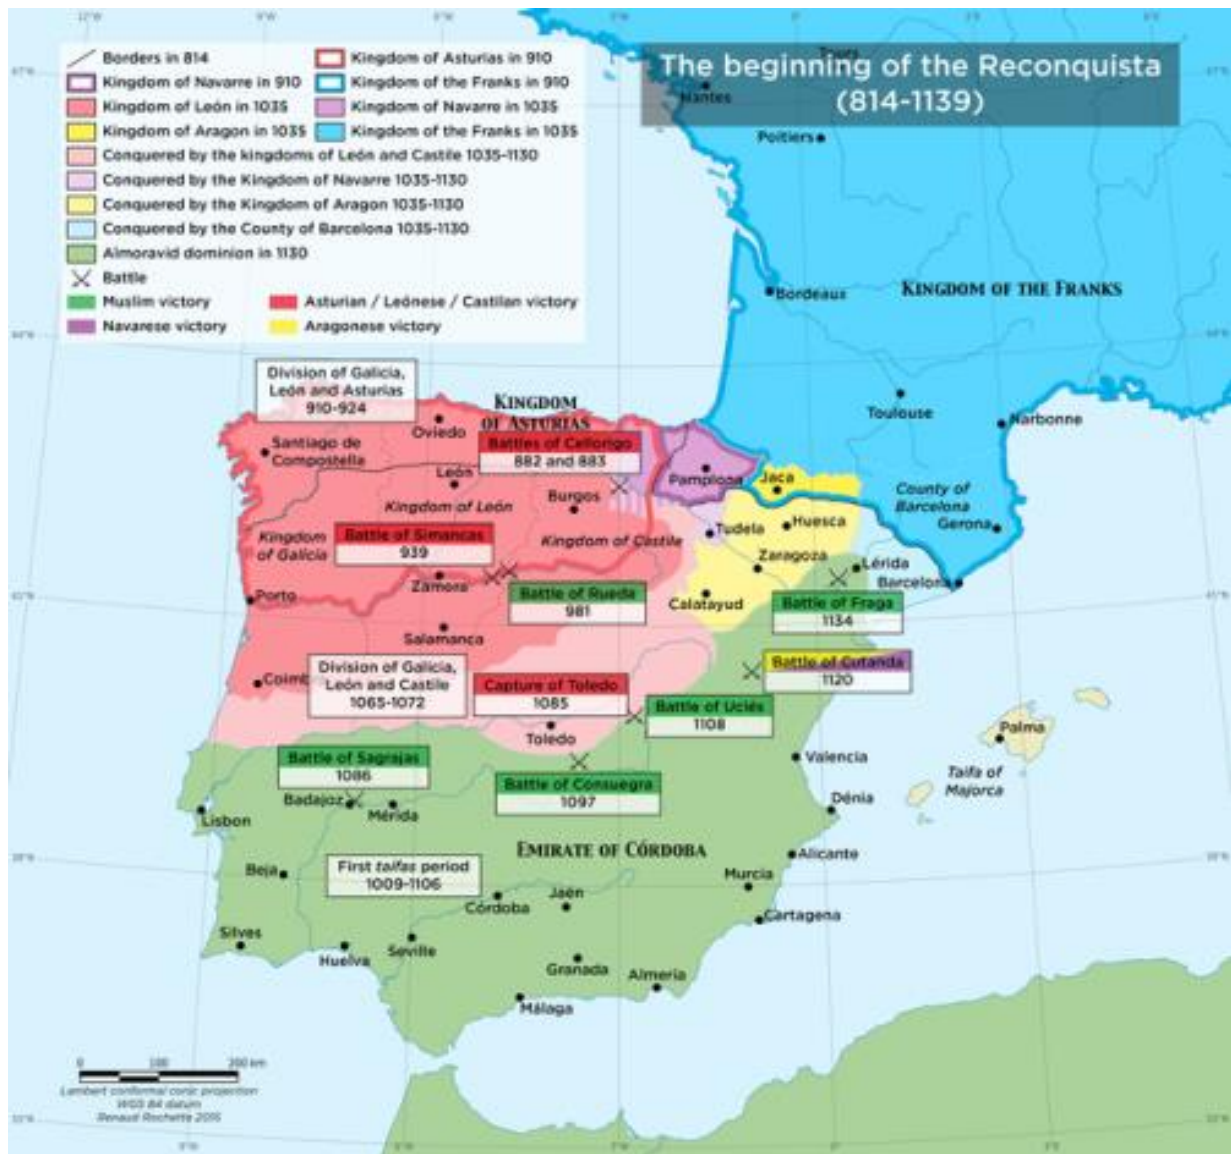 The beginning of the Reconquista
(814-1139)
Borders in 814
Kingdom of Asturias in 910
Kingdom of Navarre in 910
Kingdom of the Franks in 910
Kingdom of León in 1035
Kingdom of Navarre in 1035
Kingdom of Aragon in 1035
Kingdom of the Franks in 1035
Conquered by the kingdoms of León and Castile 1035-1130
Conquered by the Kingdom of Navarre 1035-1130
Conquered by the Kingdom of Aragon 1035-1130
Conquered by the County of Barcelona 1035-1130
Almoravid dominion in 1130
Battle
Muslim victory
Asturian / Leónese / Castilan victory
Navarese victory
Aragonese victory
Tours
Nantes
Poitiers
Bordeaux
KINGDOM OF THE FRANKS
Toulouse
Narbonne
Division of Galicia,
León and Asturias
910-924
KINGDOM
OF ASTURIAS
Oviedo
Santiago de
Compostella
Battles of Cellorigo
882 and 883
León
Burgos
Pamplona
Jaca
County of
Barcelona
Gerona
Kingdom of León
Kingdom
of Galicia
Kingdom of Castile
Battle of Simancas
939
Tudela
Huesca
Zaragoza
Lérida
Barcelona
Porto
Zamora
Battle of Rueda
981
Calatayud
Battle of Fraga
1134
Salamanca
Coimb
Division of Galicia,
León and Castile
1065-1072
Capture of Toledo
1085
Battle of Cutanda
1120
Battle of Uclés
1108
Toledo
Palma
Taifa of
Majorca
Battle of Sagrajas
1086
Battle of Consuegra
1097
Valencia
Badajoz
Mérida
Lisbon
Dénia
EMIRATE OF CÓRDOBA
Alicante
Beja
First taifas period
1009-1106
Murcia
Córdoba
Jaén
Cartagena
Silves
Huelva
Seville
Granada
Almería
Málaga
0 100 200 km
Lambert conformal conic projection
WGS 84 datum
Renaud Rochette 2015